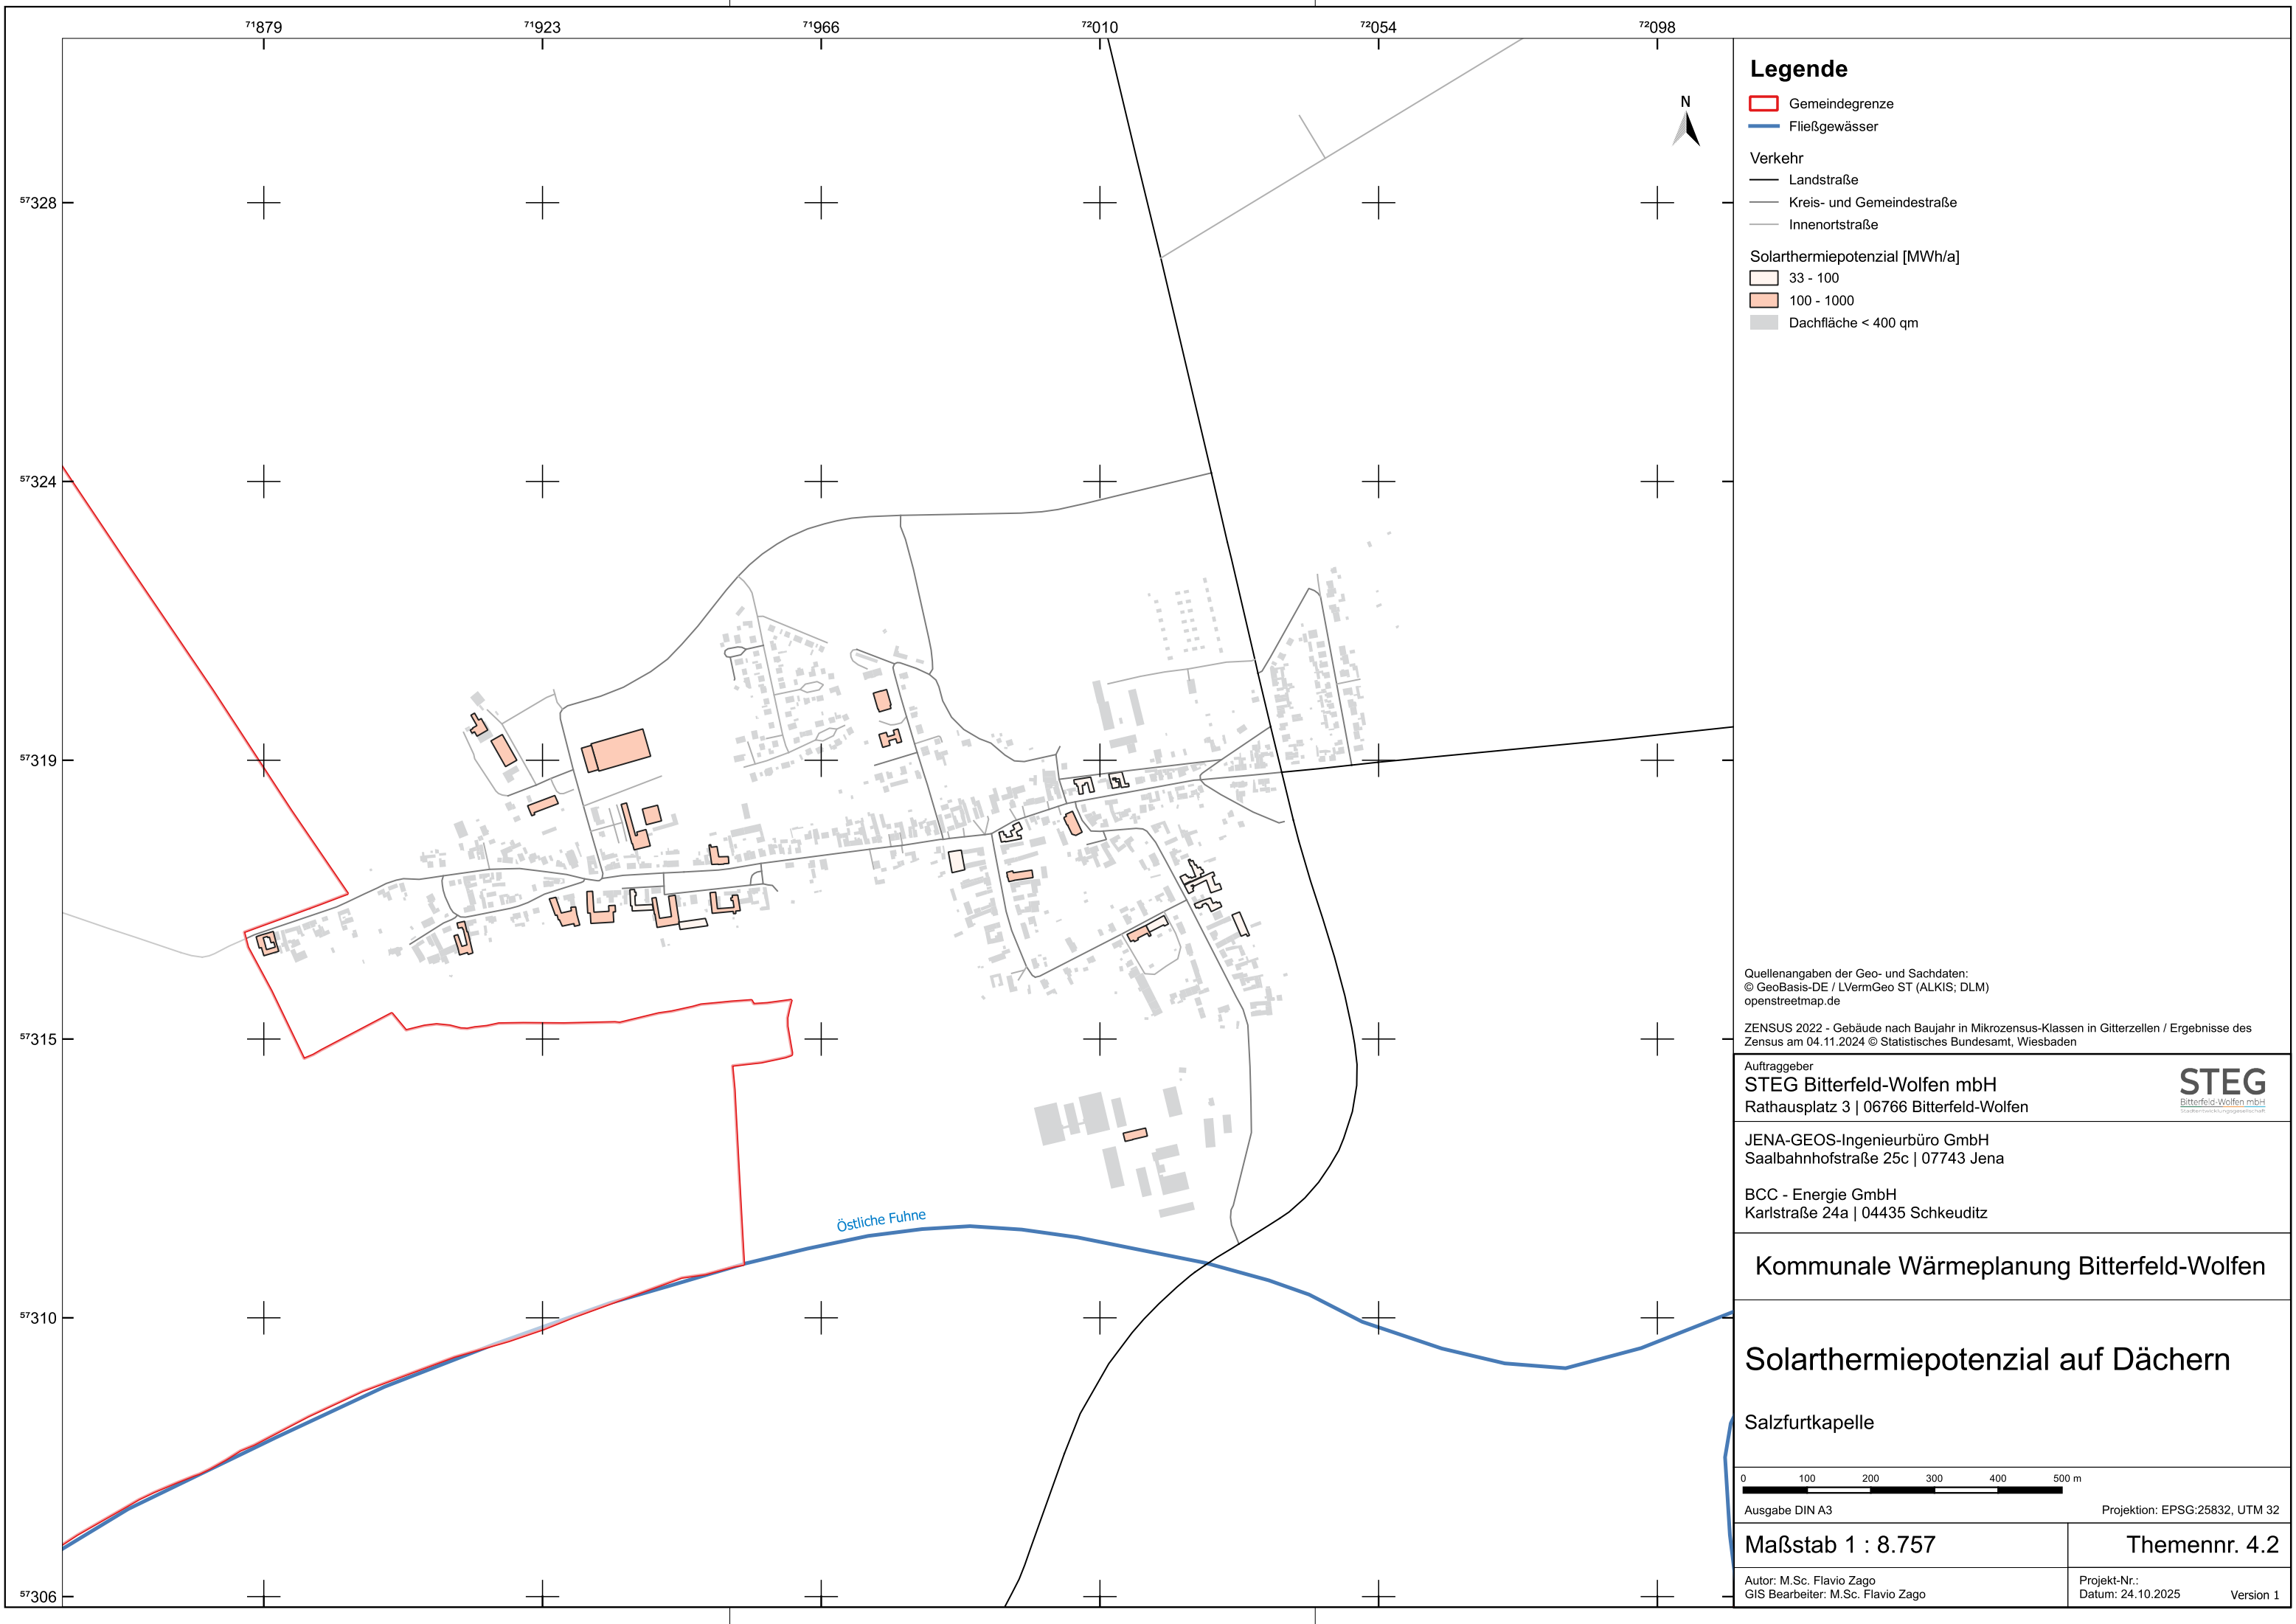 ⁷¹879 ⁷¹923 ⁷¹966 ⁷²010 ⁷²054 ⁷²098
⁵⁷328
⁵⁷324
⁵⁷319
⁵⁷315
⁵⁷310
⁵⁷306
N
Östliche Fuhne
Legende
Gemeindegrenze
Fließgewässer
Verkehr
Landstraße
Kreis- und Gemeindestraße
Innenortstraße
Solarthermiepotenzial [MWh/a]
33 - 100
100 - 1000
Dachfläche < 400 qm
Quellenangaben der Geo- und Sachdaten:
© GeoBasis-DE / LVermGeo ST (ALKIS; DLM)
openstreetmap.de
ZENSUS 2022 - Gebäude nach Baujahr in Mikrozensus-Klassen in Gitterzellen / Ergebnisse des
Zensus am 04.11.2024 © Statistisches Bundesamt, Wiesbaden
Auftraggeber
STEG Bitterfeld-Wolfen mbH
Rathausplatz 3 | 06766 Bitterfeld-Wolfen
STEG
Bitterfeld-Wolfen mbH
Stadtentwicklungsgesellschaft
JENA-GEOS-Ingenieurbüro GmbH
Saalbahnhofstraße 25c | 07743 Jena
BCC - Energie GmbH
Karlstraße 24a | 04435 Schkeuditz
Kommunale Wärmeplanung Bitterfeld-Wolfen
Solarthermiepotenzial auf Dächern
Salzfurtkapelle
0 100 200 300 400 500 m
Ausgabe DIN A3 Projektion: EPSG:25832, UTM 32
Maßstab 1 : 8.757 Themennr. 4.2
Autor: M.Sc. Flavio Zago
GIS Bearbeiter: M.Sc. Flavio Zago
Projekt-Nr.:
Datum: 24.10.2025 Version 1